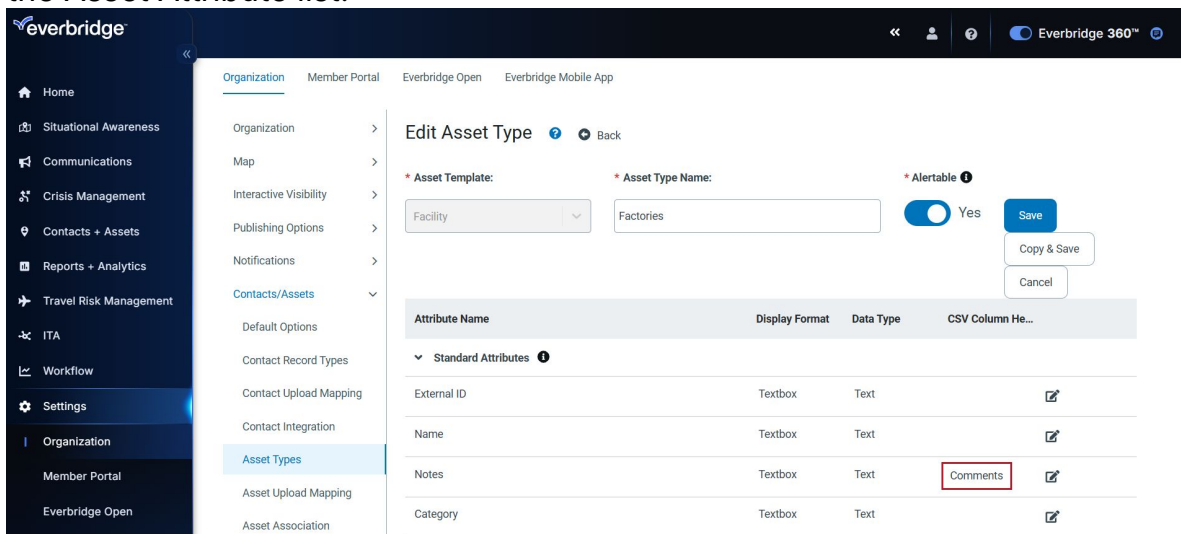 the Asset Attribute list.
everbridge
Everbridge 360™
Home
Situational Awareness
Communications
Crisis Management
Contacts + Assets
Reports + Analytics
Travel Risk Management
ITA
Workflow
Settings
Organization
Member Portal
Everbridge Open
Organization Member Portal Everbridge Open Everbridge Mobile App
Organization
Map
Interactive Visibility
Publishing Options
Notifications
Contacts/Assets
Default Options
Contact Record Types
Contact Upload Mapping
Contact Integration
Asset Types
Asset Upload Mapping
Asset Association
Edit Asset Type Back
* Asset Template: * Asset Type Name: * Alertable
Facility Factories Yes Save
Copy & Save
Cancel
Attribute Name Display Format Data Type CSV Column He...
Standard Attributes
External ID Textbox Text
Name Textbox Text
Notes Textbox Text Comments
Category Textbox Text